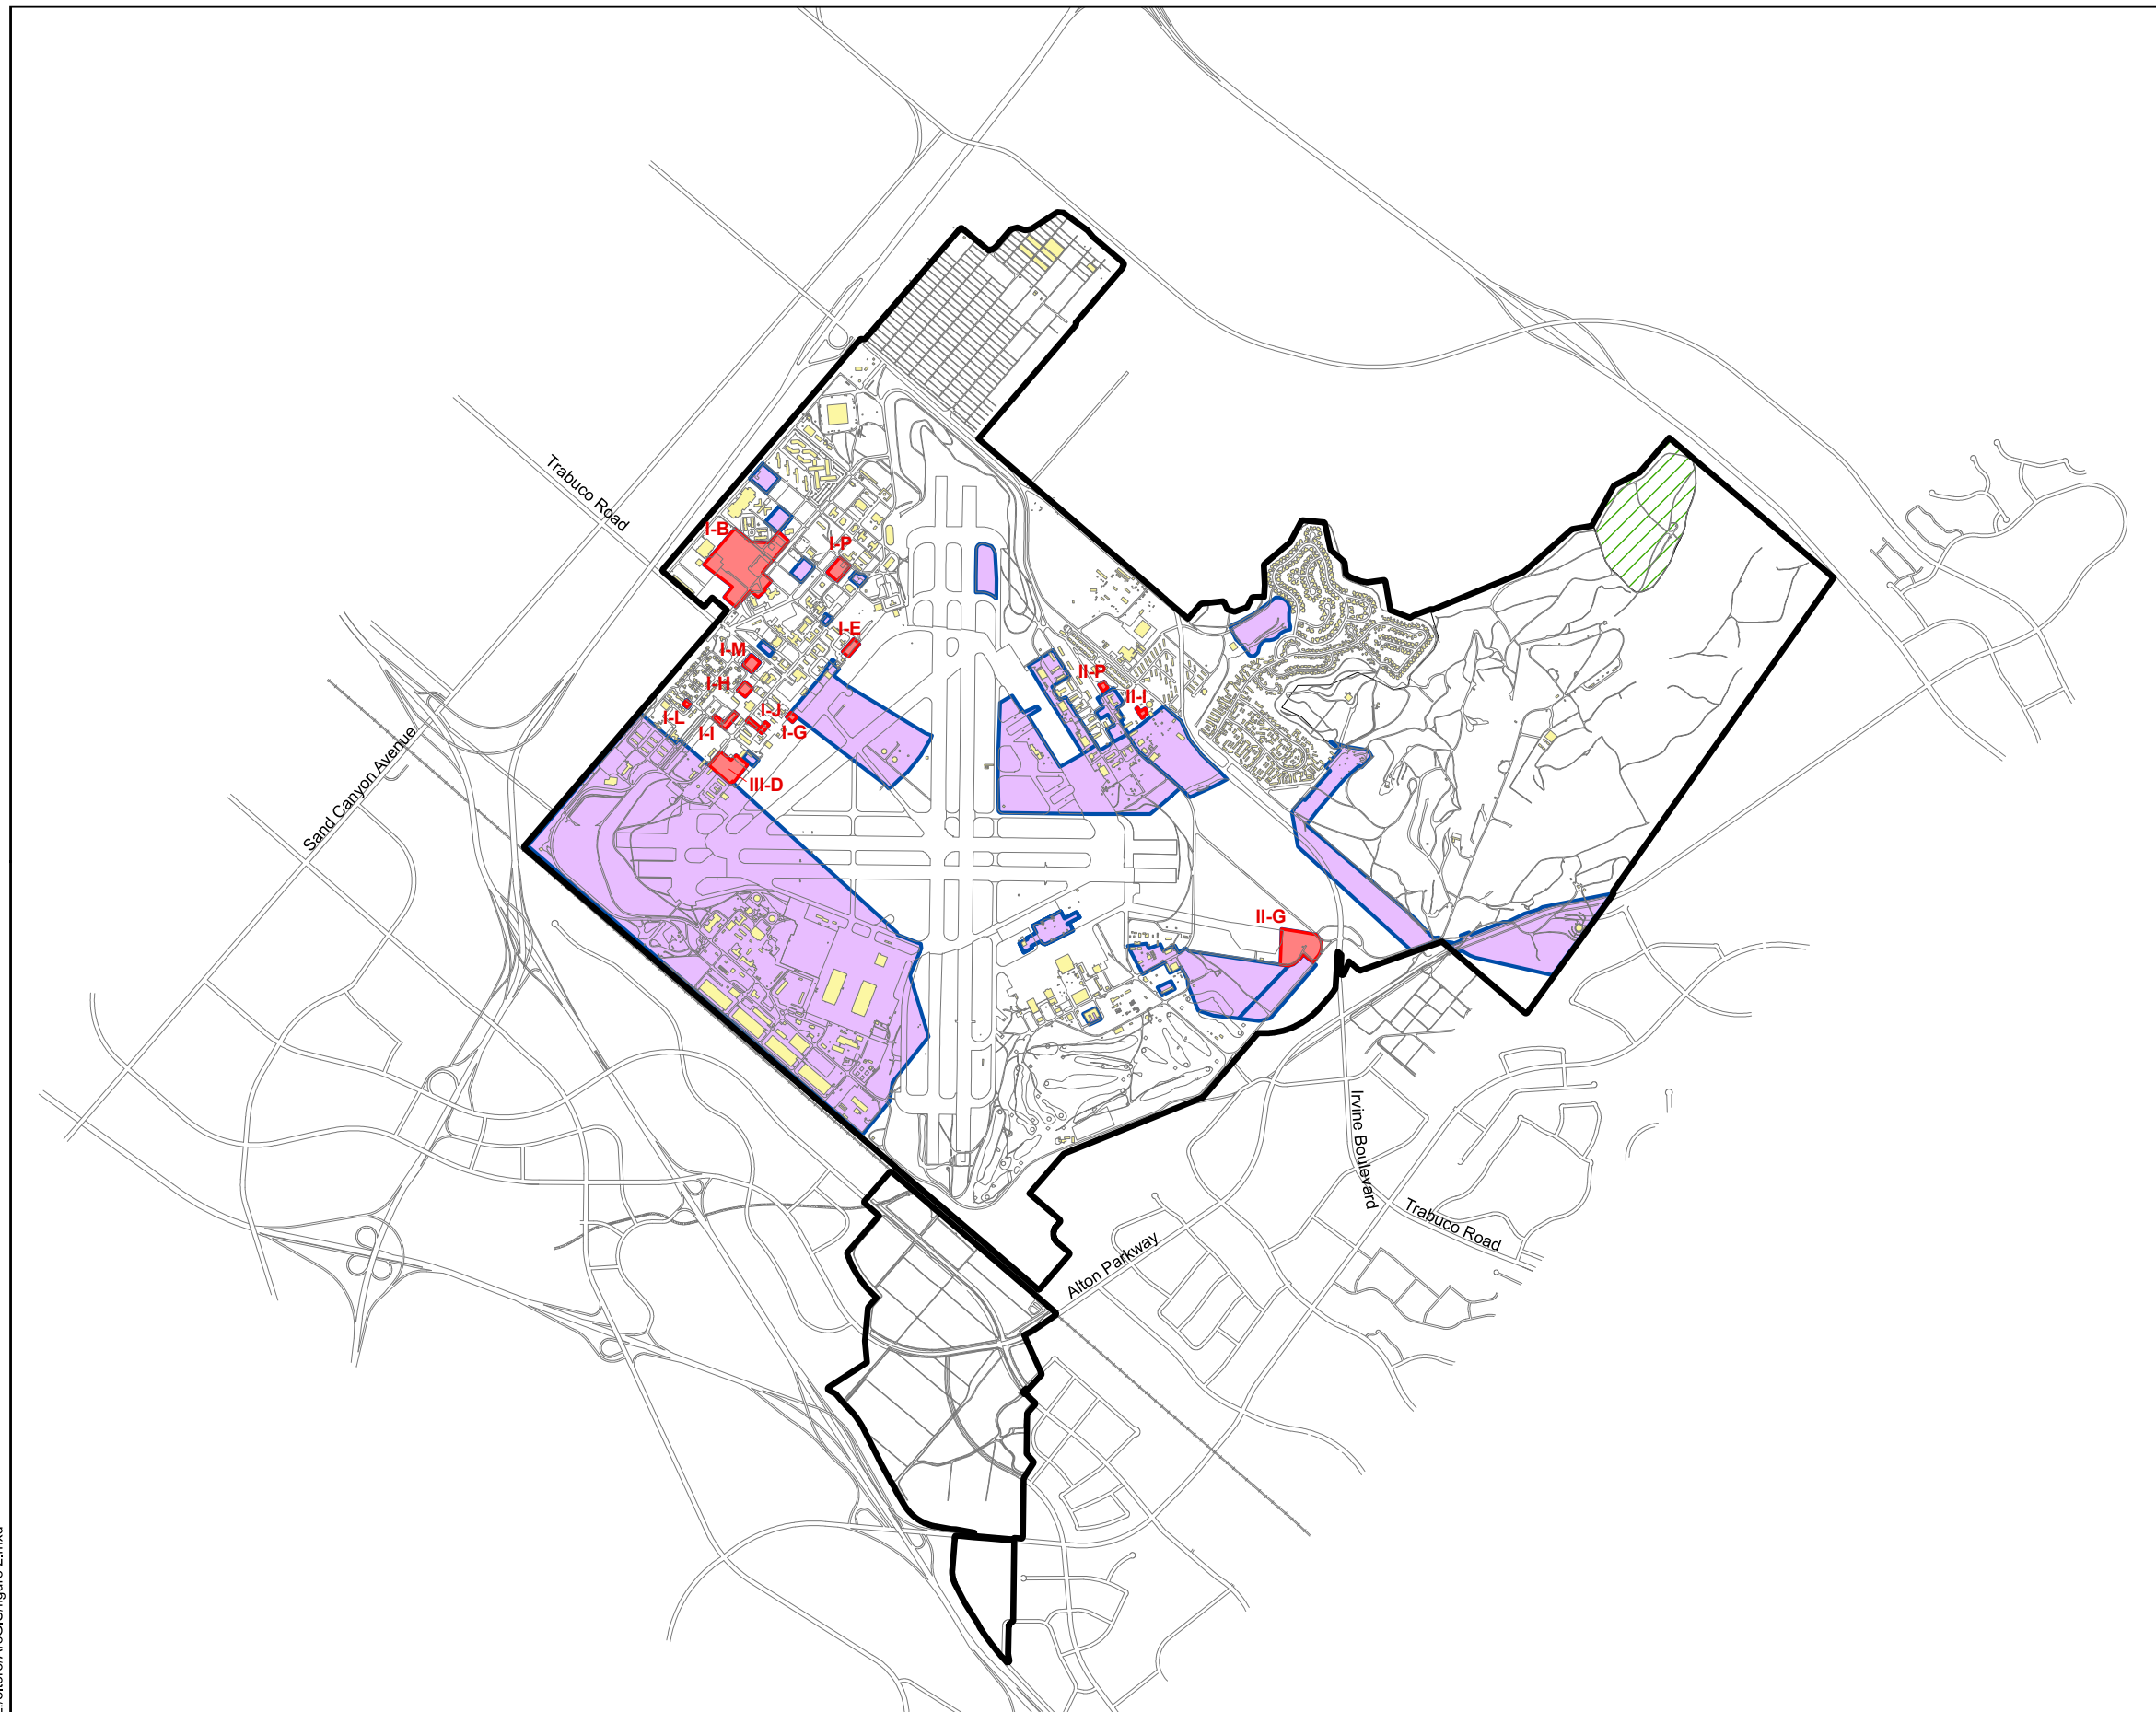 Trabuco Road
I-B
I-P
I-E
I-M
II-P
I-H
II-I
I-J
I-L
I-I
I-G
Sand Canyon Avenue
III-D
II-G
Irvine Boulevard
Trabuco Road
Alton Parkway